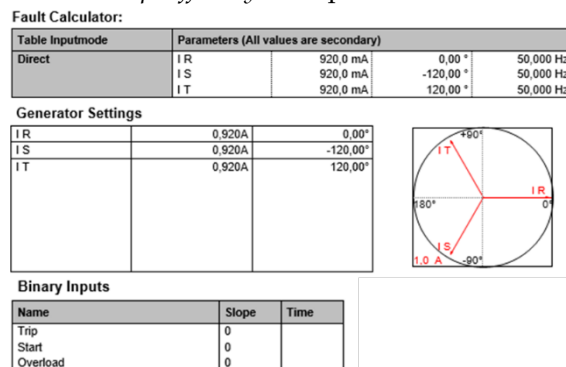 Fault Calculator:
Table Inputmode Parameters (All values are secondary)
Direct I R 920,0 mA 0,00 ° 50,000 Hz
I S 920,0 mA -120,00 ° 50,000 Hz
I T 920,0 mA 120,00 ° 50,000 Hz
Generator Settings
I R 0,920A 0,00°
I S 0,920A -120,00°
I T 0,920A 120,00°
+90°
I T
I R
180° 0°
I S
1,0 A -90°
Binary Inputs
Name Slope Time
Trip 0
Start 0
Overload 0